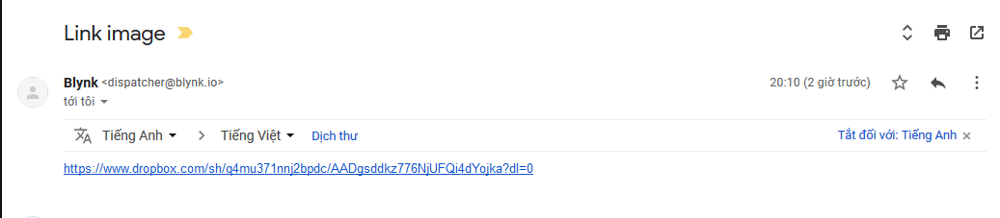 Link image
Blynk <dispatcher@blynk.io> 20:10 (2 giờ trước)
tới tôi
Tiếng Anh > Tiếng Việt Dịch thư Tắt đối với: Tiếng Anh ×
https://www.dropbox.com/sh/q4mu371nnj2bpdc/AADgsddkz776NjUFQi4dYojka?dl=0